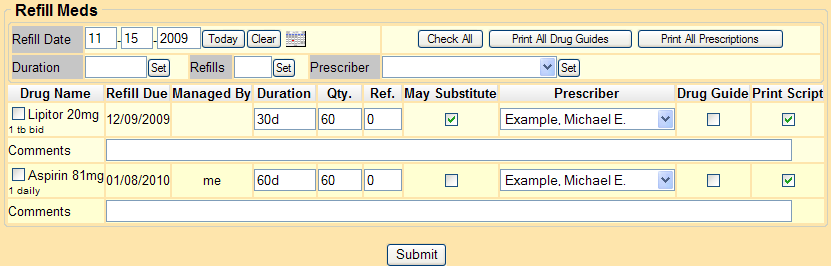 Refill Meds
Refill Date 11 - 15 - 2009 Today Clear Check All Print All Drug Guides Print All Prescriptions
Duration Set Refills Set Prescriber Set
Drug Name Refill Due Managed By Duration Qty. Ref. May Substitute Prescriber Drug Guide Print Script
Lipitor 20mg 12/09/2009 30d 60 0 Example, Michael E.
1 tb bid
Comments
Aspirin 81mg 01/08/2010 me 60d 60 0 Example, Michael E.
1 daily
Comments
Submit